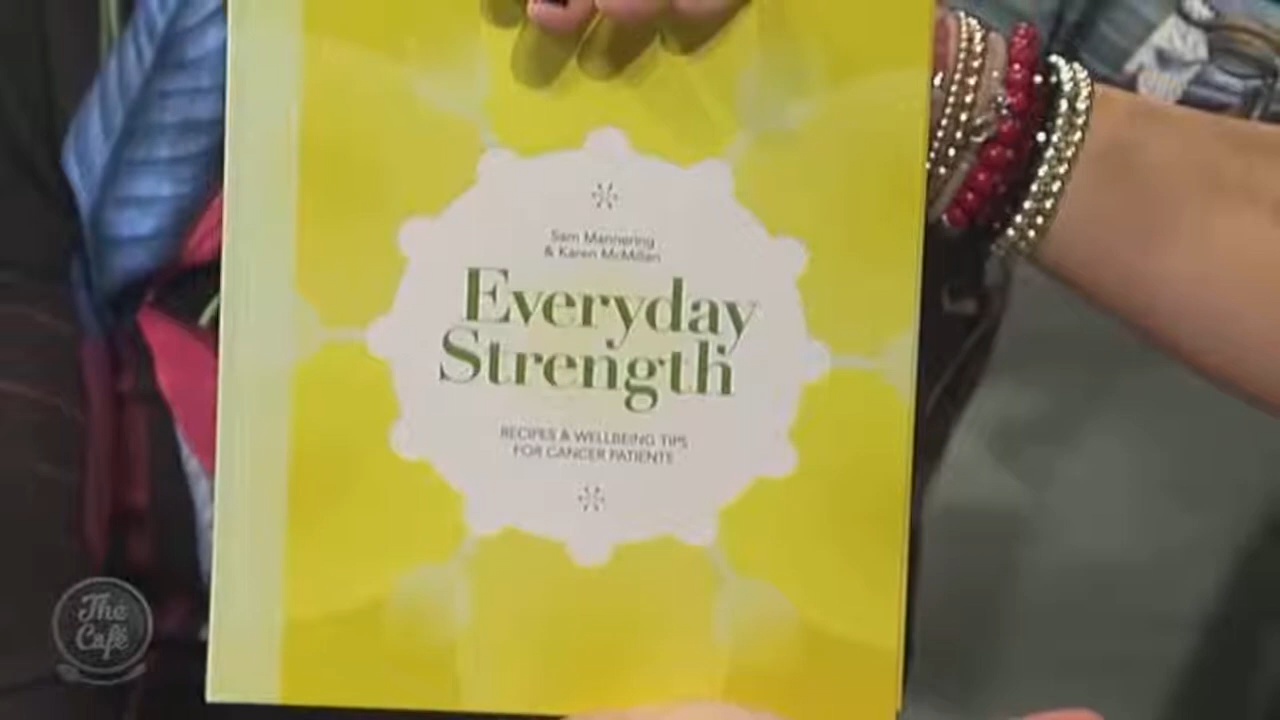 Sam Mannering
& Karen McMillan
Everyday
Strength
RECIPES & WELLBEING TIPS
FOR CANCER PATIENTS
The
Café